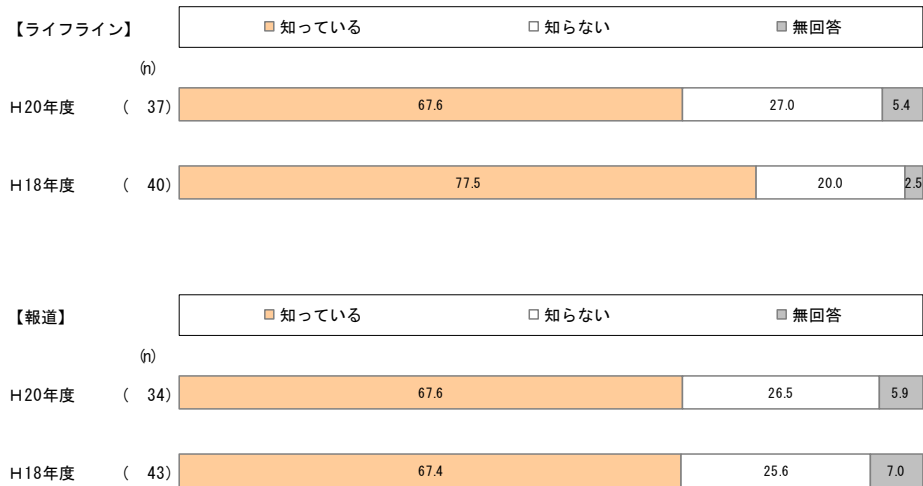 【ライフライン】 知っている 知らない 無回答
(n)
H20年度 ( 37) 67.6 27.0 5.4
H18年度 ( 40) 77.5 20.0 2.5
【報道】 知っている 知らない 無回答
(n)
H20年度 ( 34) 67.6 26.5 5.9
H18年度 ( 43) 67.4 25.6 7.0